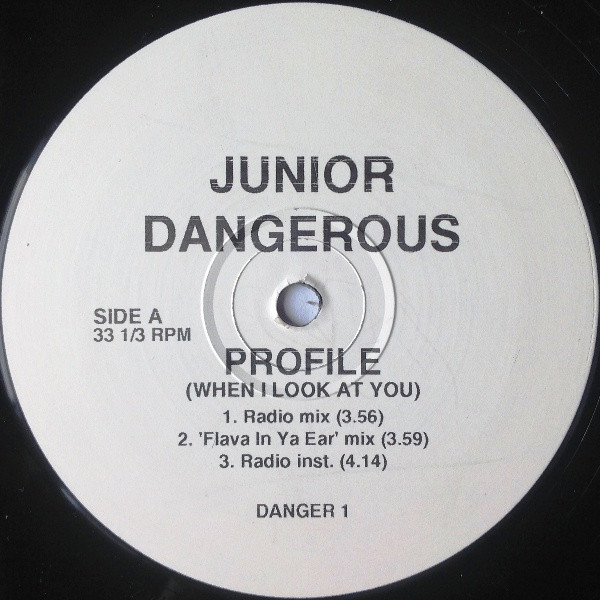 JUNIOR
DANGEROUS
SIDE A
33 1/3 RPM
PROFILE
(WHEN I LOOK AT YOU)
1. Radio mix (3.56)
2. 'Flava In Ya Ear' mix (3.59)
3. Radio inst. (4.14)
DANGER 1